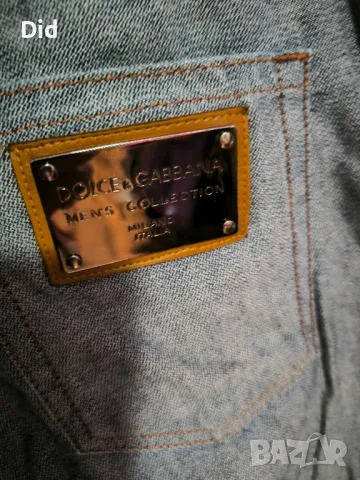 Did
DOLCE & GABBANA
MEN'S COLLECTION
MILANO
ITALIA
BAZAR